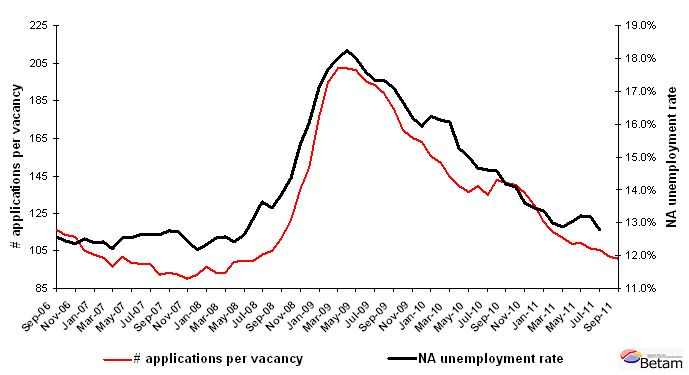 225
205
185
165
145
125
105
85
# applications per vacancy
19.0%
18.0%
17.0%
16.0%
15.0%
14.0%
13.0%
12.0%
11.0%
NA unemployment rate
Sep-06
Nov-06
Jan-07
Mar-07
May-07
Jul-07
Sep-07
Nov-07
Jan-08
Mar-08
May-08
Jul-08
Sep-08
Nov-08
Jan-09
Mar-09
May-09
Jul-09
Sep-09
Nov-09
Jan-10
Mar-10
May-10
Jul-10
Sep-10
Nov-10
Jan-11
Mar-11
May-11
Jul-11
Sep-11
# applications per vacancy
NA unemployment rate
Betam